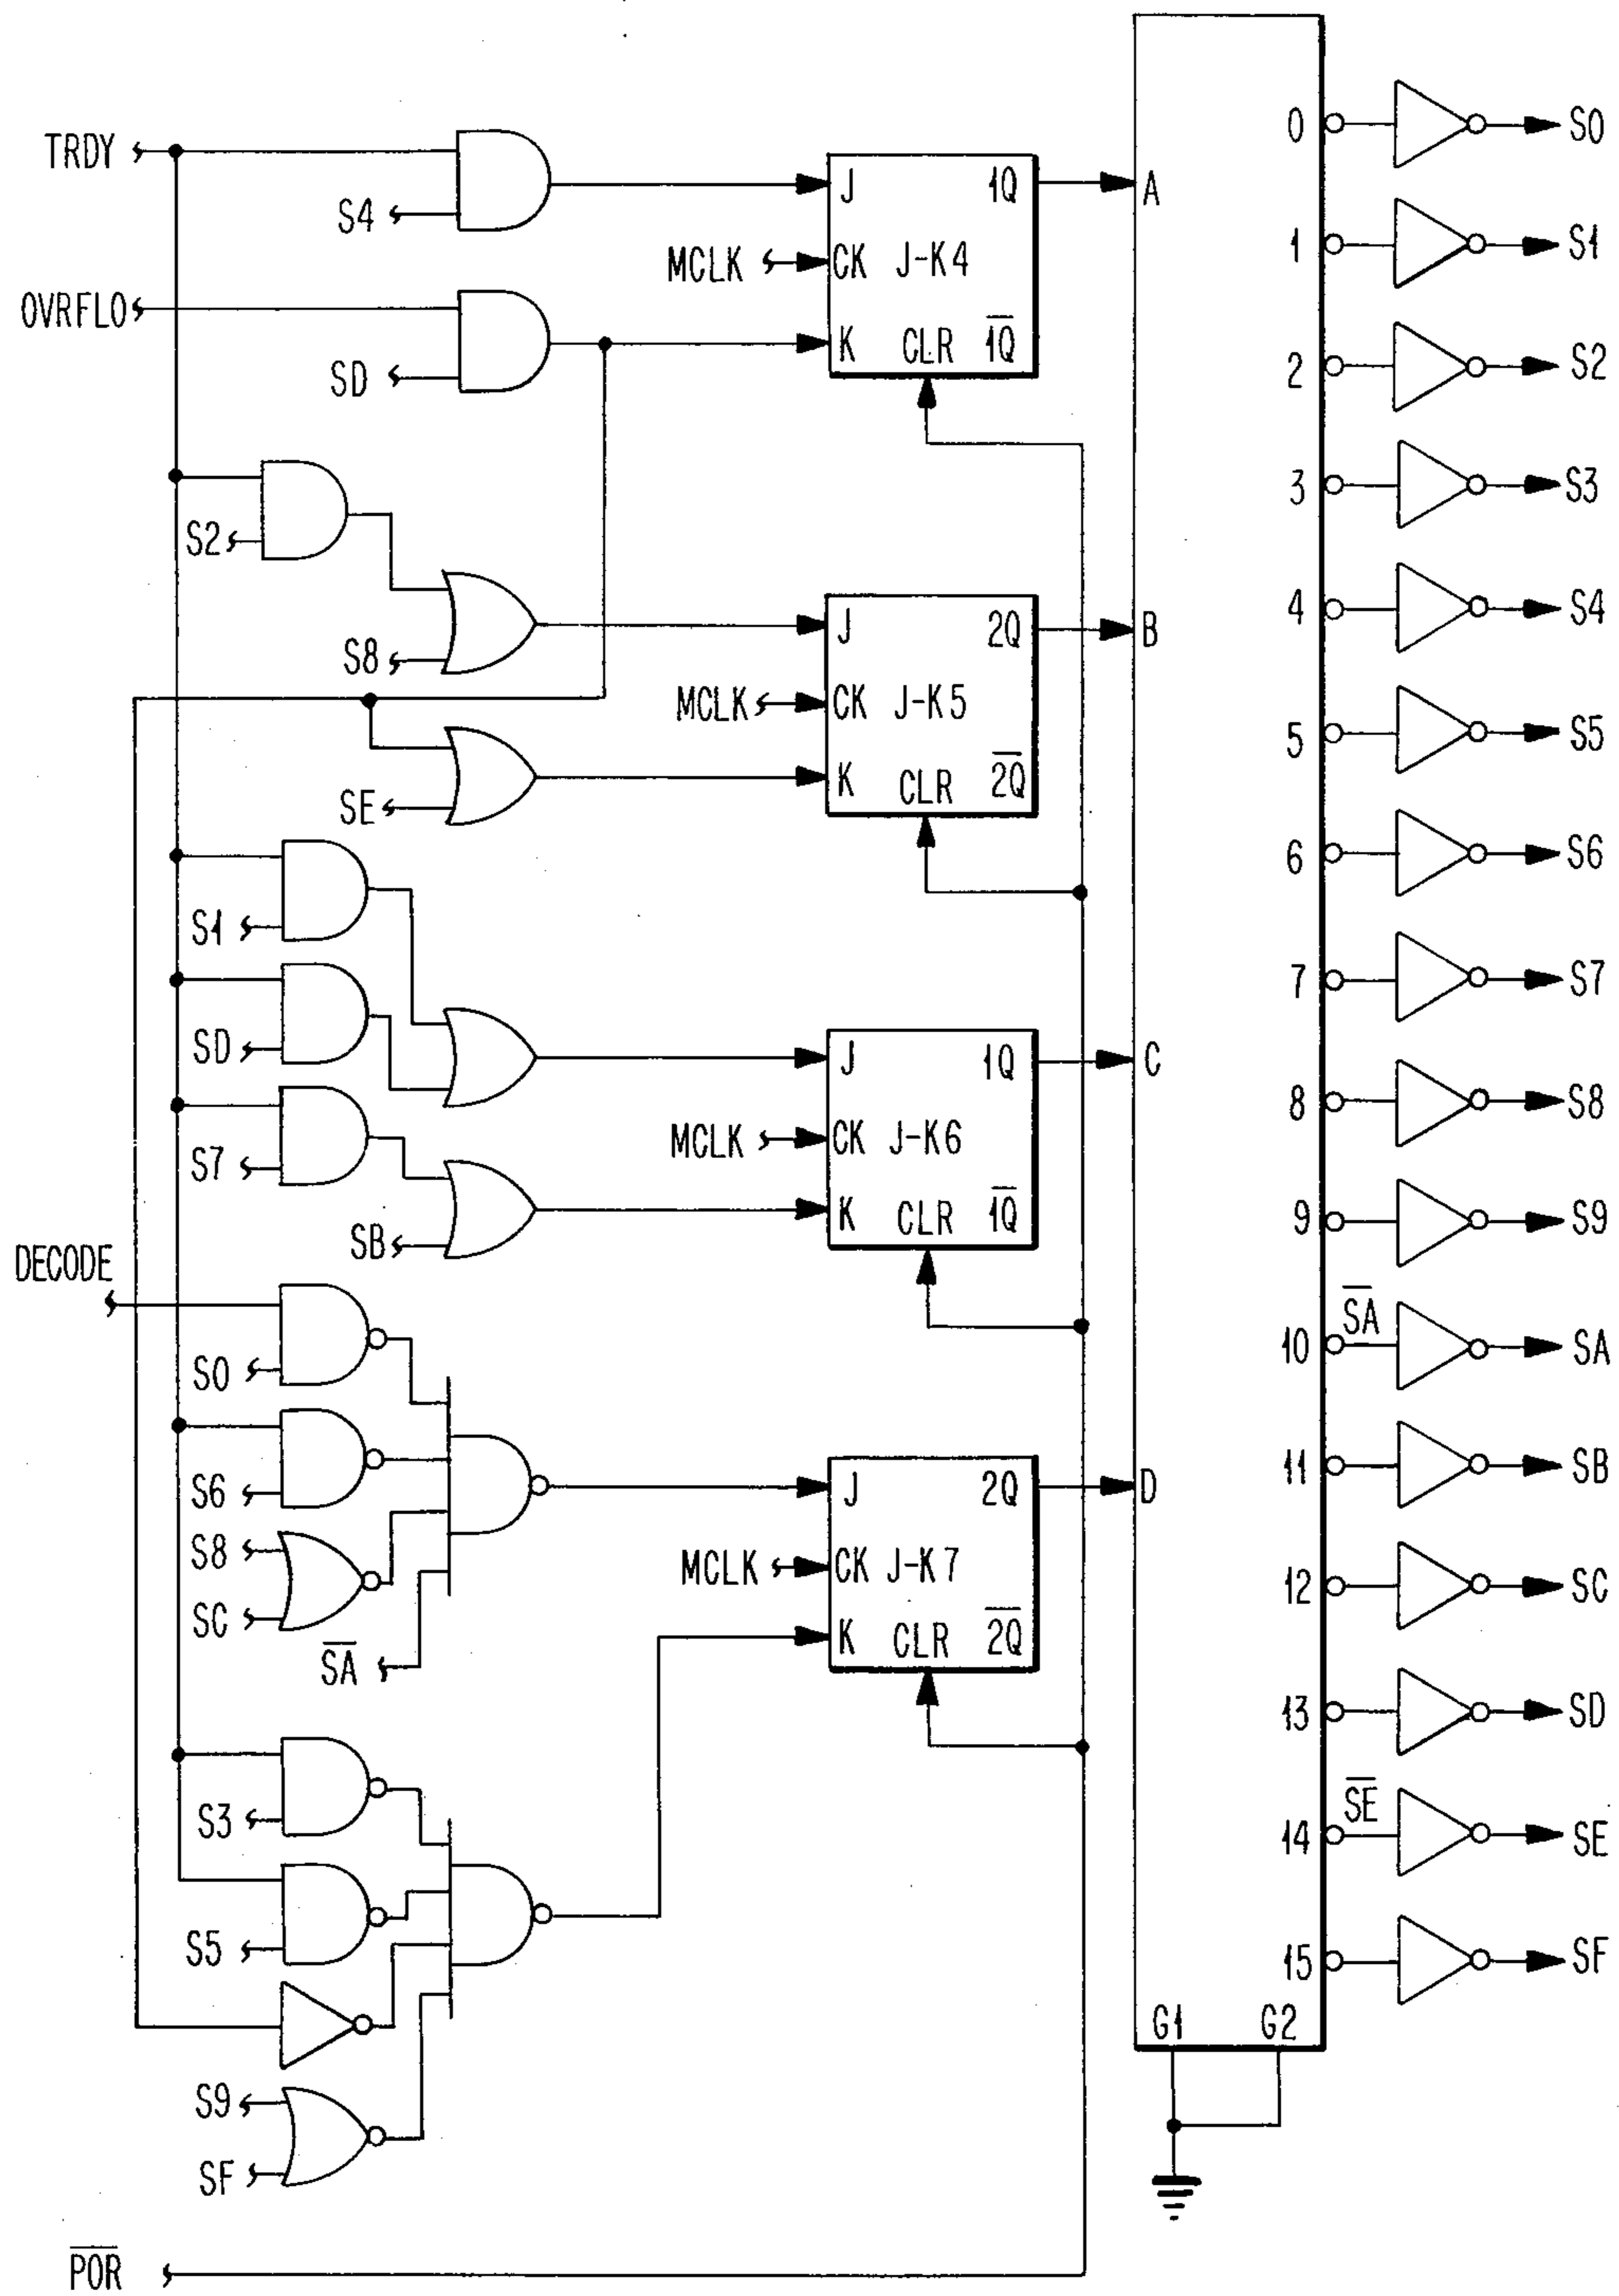 TRDY
S4
MCLK
OVRFLO
SD
J 1Q
CK J-K4
K CLR 1Q̅
A
S2
S8
MCLK
SE
J 2Q
CK J-K5
K CLR 2Q̅
B
S1
SD
S7
SB
MCLK
J 1Q
CK J-K6
K CLR 1Q̅
C
DECODE
S0
S6
S8
SC
S̅A̅
MCLK
J 2Q
CK J-K7
K CLR 2Q̅
D
S3
S5
S9
SF
P̅O̅R̅
0 S0
1 S1
2 S2
3 S3
4 S4
5 S5
6 S6
7 S7
8 S8
9 S9
10 S̅A̅ SA
11 SB
12 SC
13 SD
14 S̅E̅ SE
15 SF
G1 G2